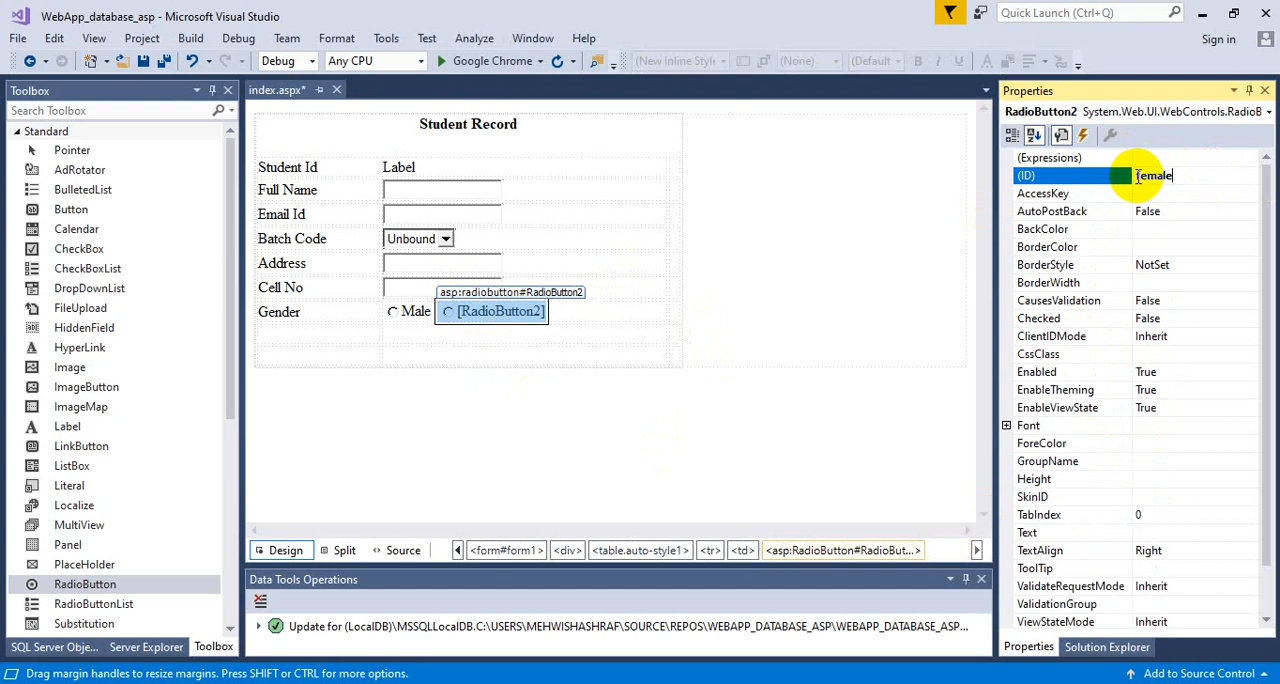 WebApp_database_asp - Microsoft Visual Studio
Quick Launch (Ctrl+Q)
File Edit View Project Build Debug Team Format Tools Test Analyze Window Help
Sign in
Debug Any CPU Google Chrome (New Inline Style (None) (Default B I U A
Toolbox
Search Toolbox
Standard
Pointer
AdRotator
BulletedList
Button
Calendar
CheckBox
CheckBoxList
DropDownList
FileUpload
HiddenField
HyperLink
Image
ImageButton
ImageMap
Label
LinkButton
ListBox
Literal
Localize
MultiView
Panel
PlaceHolder
RadioButton
RadioButtonList
Substitution
SQL Server Obje... Server Explorer Toolbox
index.aspx*
Student Record
Student Id Label
Full Name
Email Id
Batch Code Unbound
Address
Cell No
asp:radiobutton#RadioButton2
Gender Male [RadioButton2]
Design Split Source <form#form1> <div> <table.auto-style1> <tr> <td> <asp:RadioButton#RadioBut...>
Data Tools Operations
Update for (LocalDB)\MSSQLLocalDB.C:\USERS\MEHWISHASHRAF\SOURCE\REPOS\WEBAPP_DATABASE_ASP\WEBAPP_DATABASE_ASP...
Properties
RadioButton2 System.Web.UI.WebControls.RadioB
(Expressions)
(ID) female
AccessKey
AutoPostBack False
BackColor
BorderColor
BorderStyle NotSet
BorderWidth
CausesValidation False
Checked False
ClientIDMode Inherit
CssClass
Enabled True
EnableTheming True
EnableViewState True
Font
ForeColor
GroupName
Height
SkinID
TabIndex 0
Text
TextAlign Right
ToolTip
ValidateRequestMode Inherit
ValidationGroup
ViewStateMode Inherit
Properties Solution Explorer
Drag margin handles to resize margins. Press SHIFT or CTRL for more options.
Add to Source Control